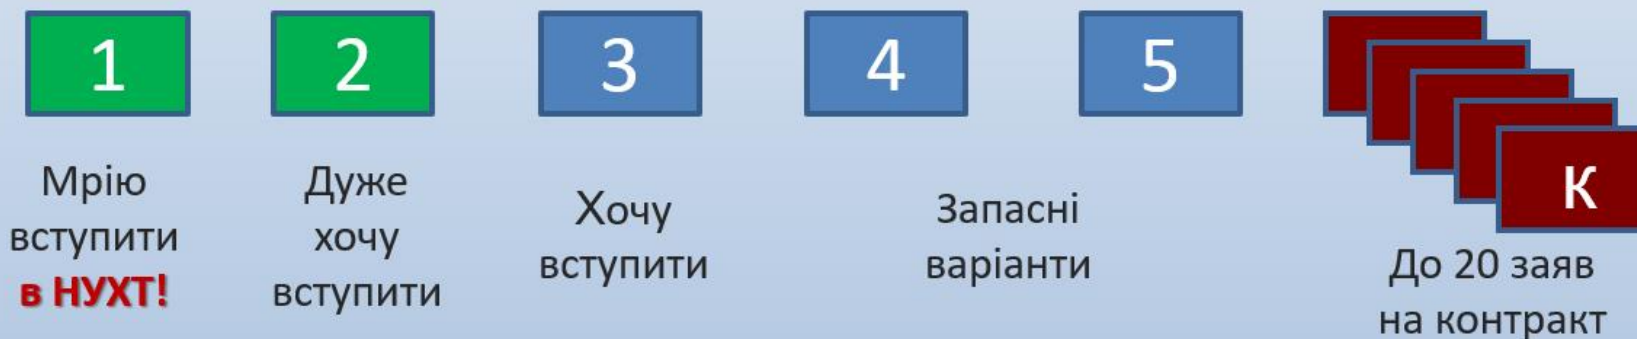 1
2
3
4
5
К
Мрію
вступити
в НУХТ!
Дуже
хочу
вступити
Хочу
вступити
Запасні
варіанти
До 20 заяв
на контракт